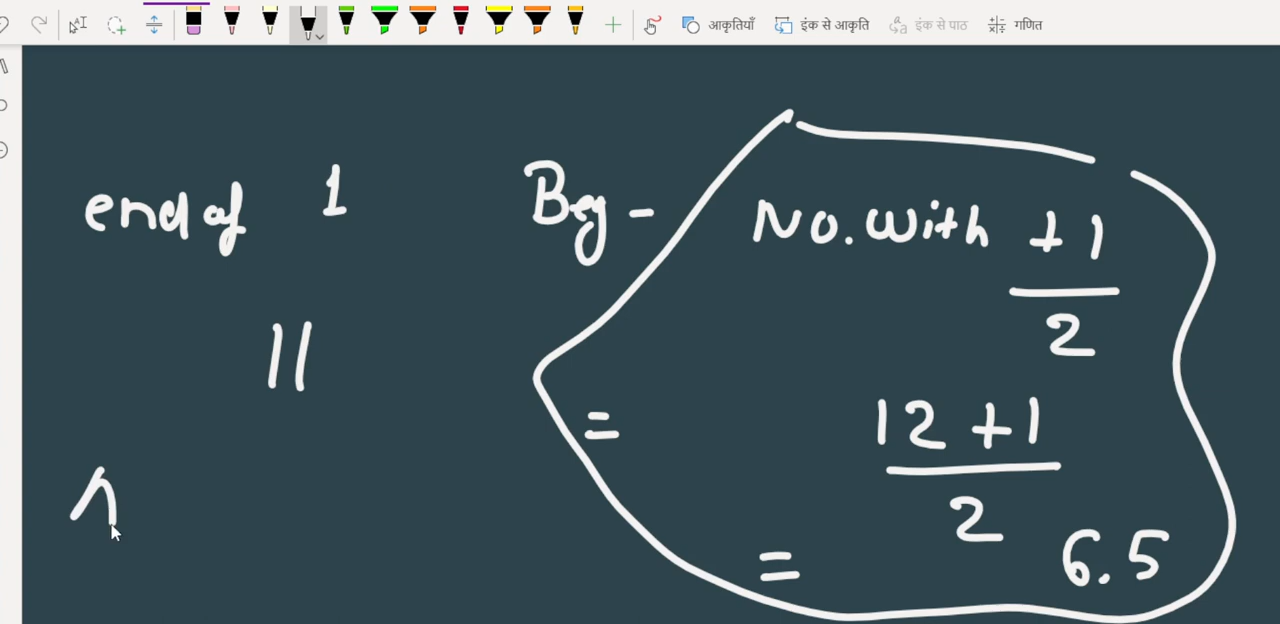 आकृतियाँ इंक से आकृति इंक से पाठ गणित
end of 1 Beg - No. with +1
2
11
= 12 +1
2
= 6.5